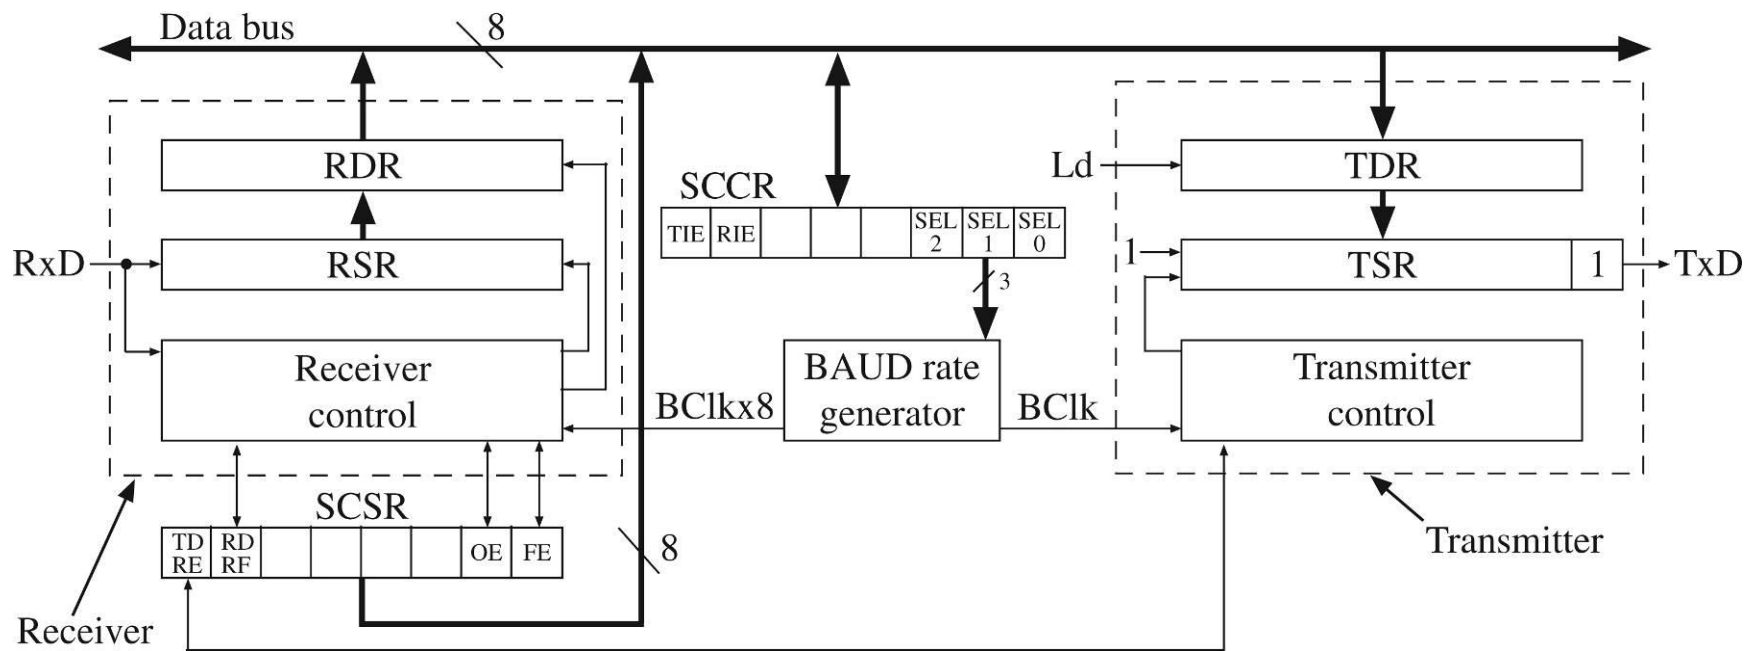 Data bus
8
RDR
RSR
RxD
Receiver
control
SCSR
TD
RE
RD
RF
OE
FE
8
Receiver
SCCR
TIE
RIE
SEL
2
SEL
1
SEL
0
3
BAUD rate
generator
BClkx8
BClk
Ld
TDR
1
TSR
1
TxD
Transmitter
control
Transmitter